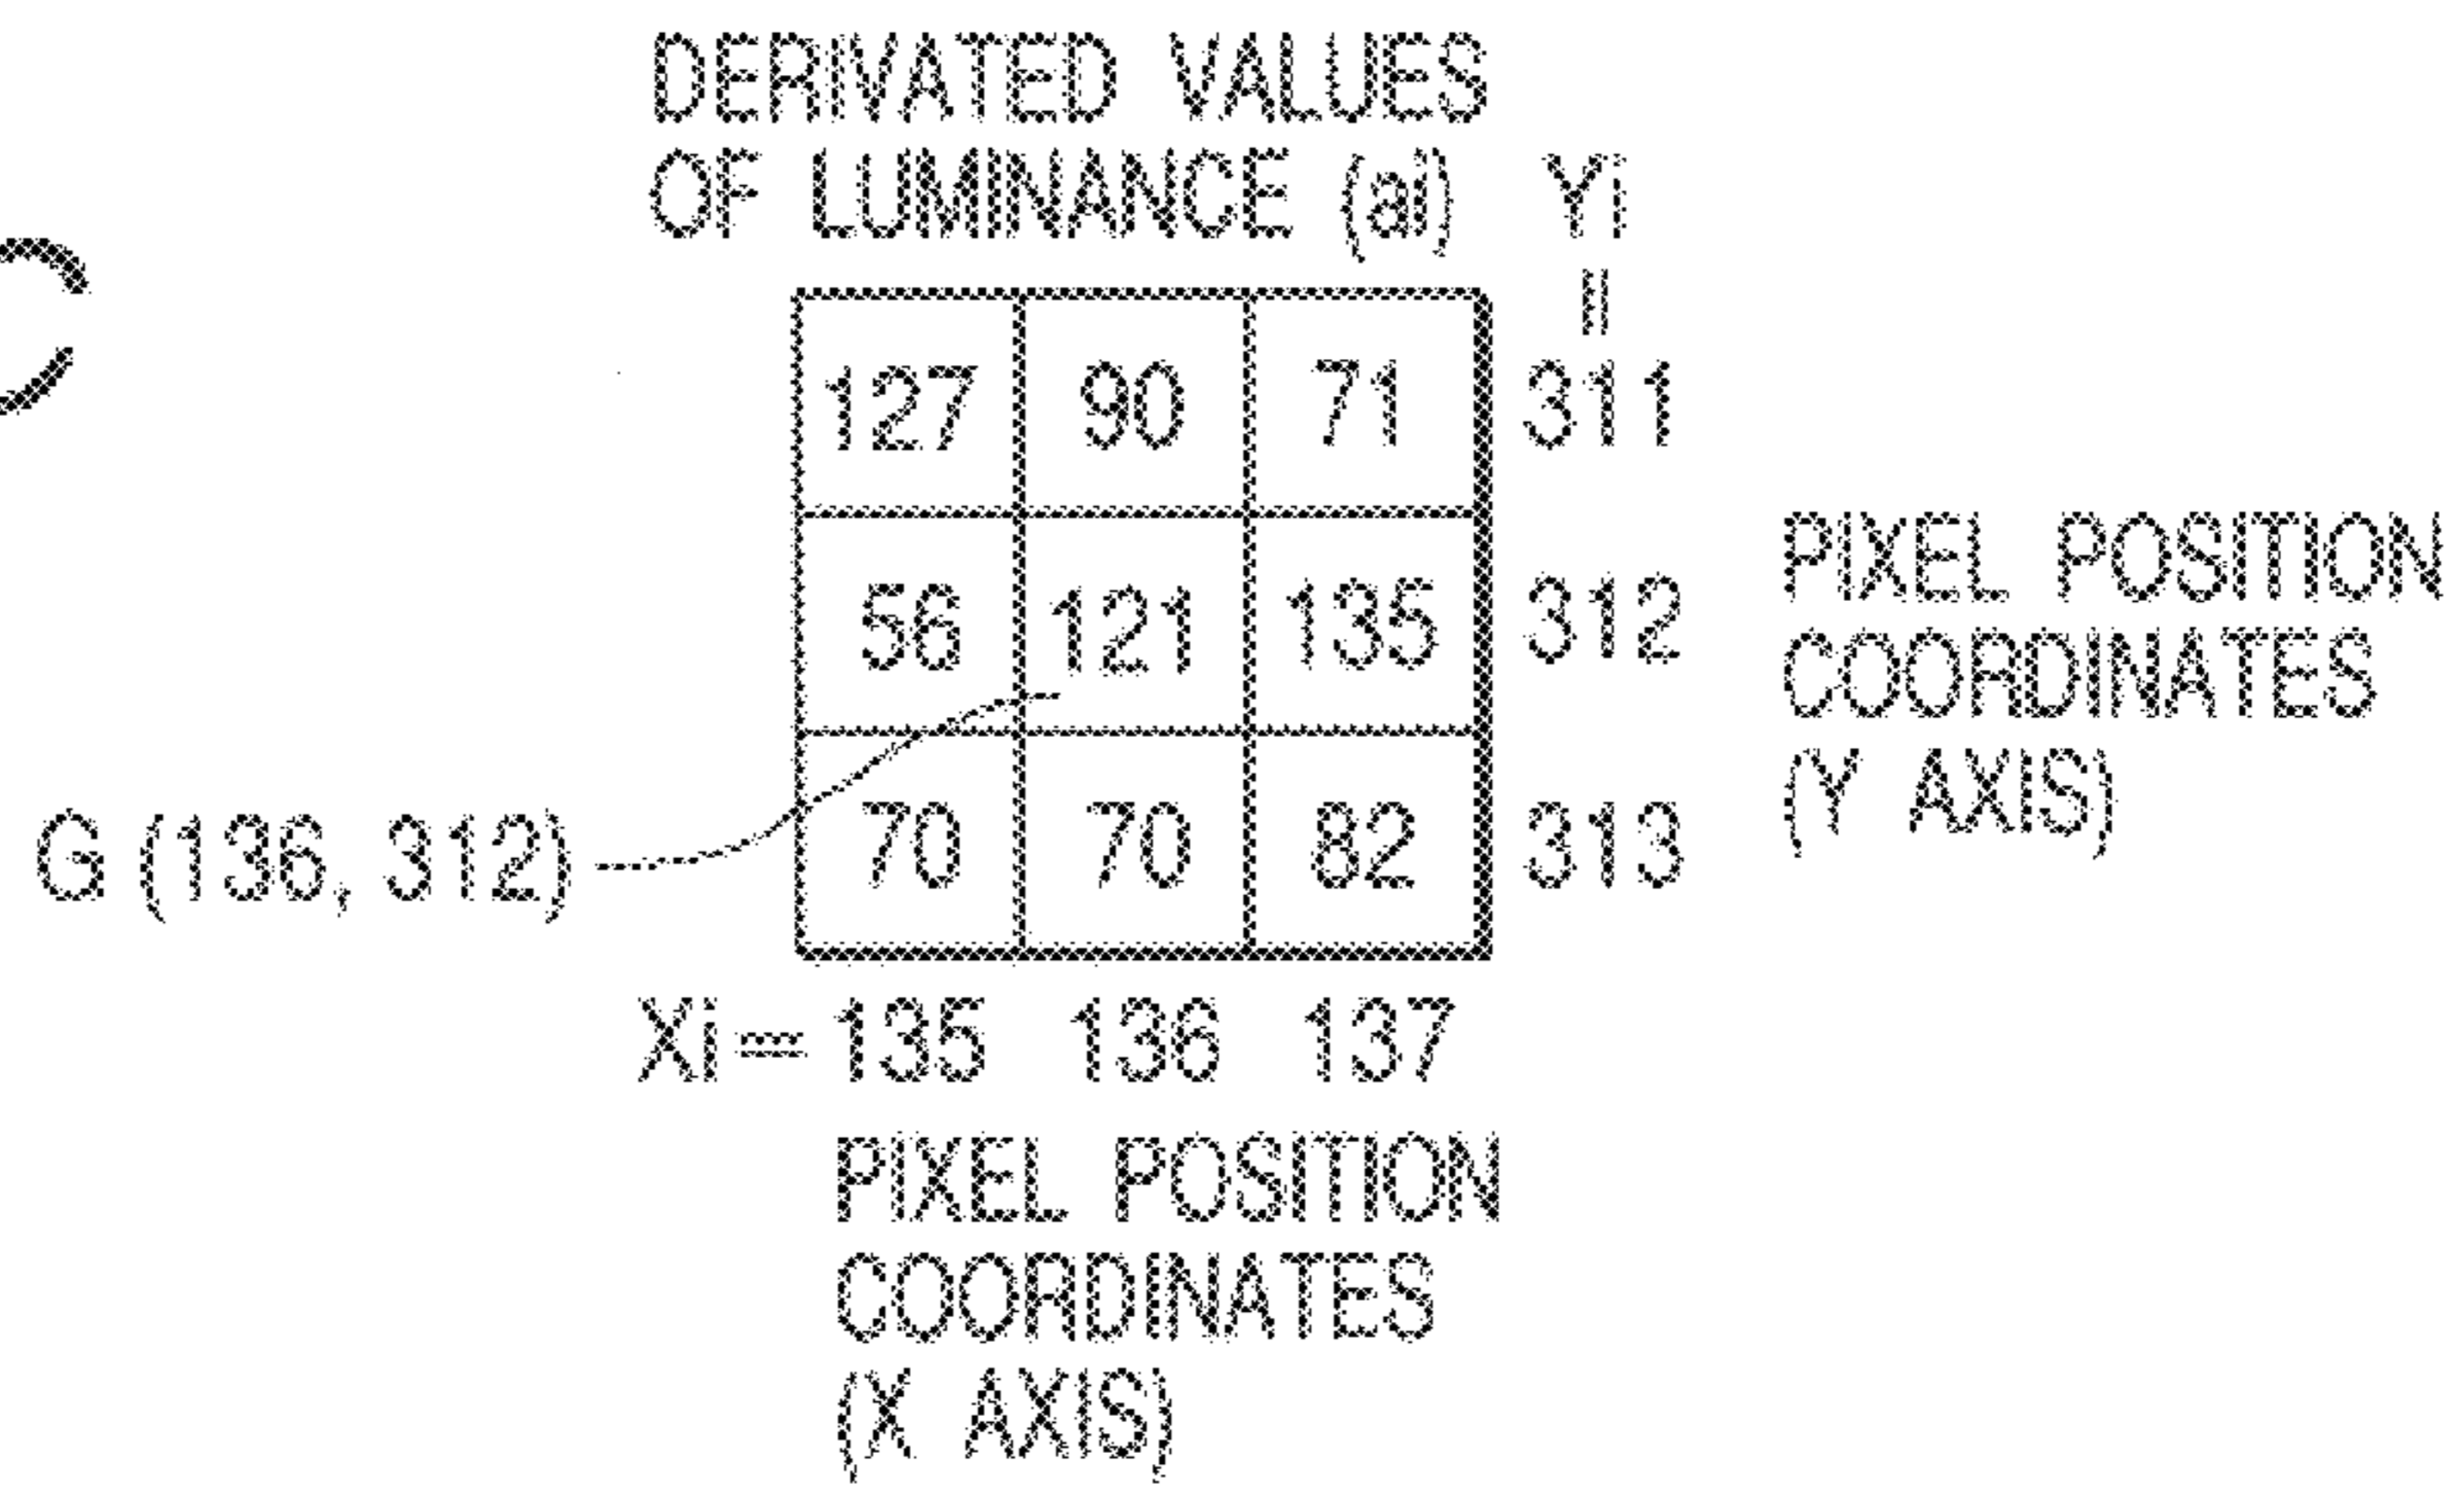 DERIVATED VALUES
OF LUMINANCE (ai) Yi
=
127 90 71 311
56 121 135 312
70 70 82 313
PIXEL POSITION
COORDINATES
(Y AXIS)
G (136, 312)
Xi = 135 136 137
PIXEL POSITION
COORDINATES
(X AXIS)